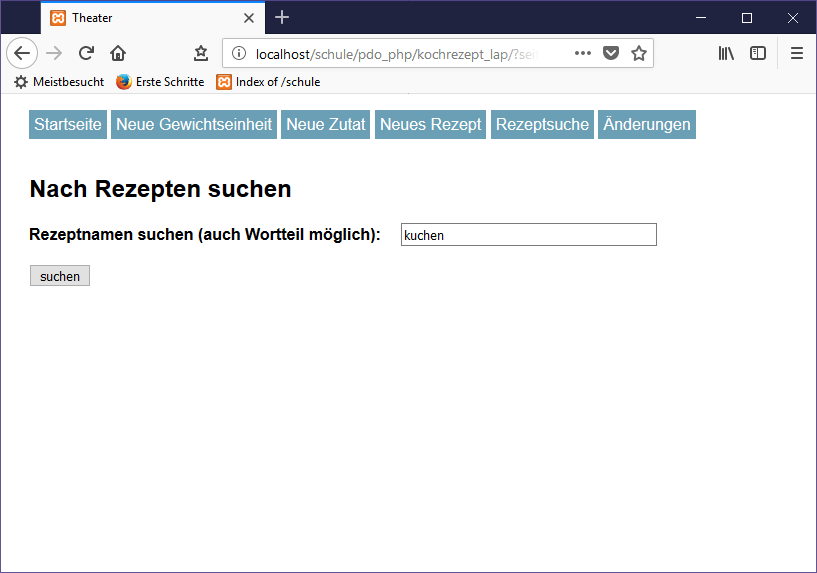 Theater
localhost/schule/pdo_php/kochrezept_lap/?sei
Meistbesucht Erste Schritte Index of /schule
Startseite Neue Gewichtseinheit Neue Zutat Neues Rezept Rezeptsuche Änderungen
Nach Rezepten suchen
Rezeptnamen suchen (auch Wortteil möglich): kuchen
suchen